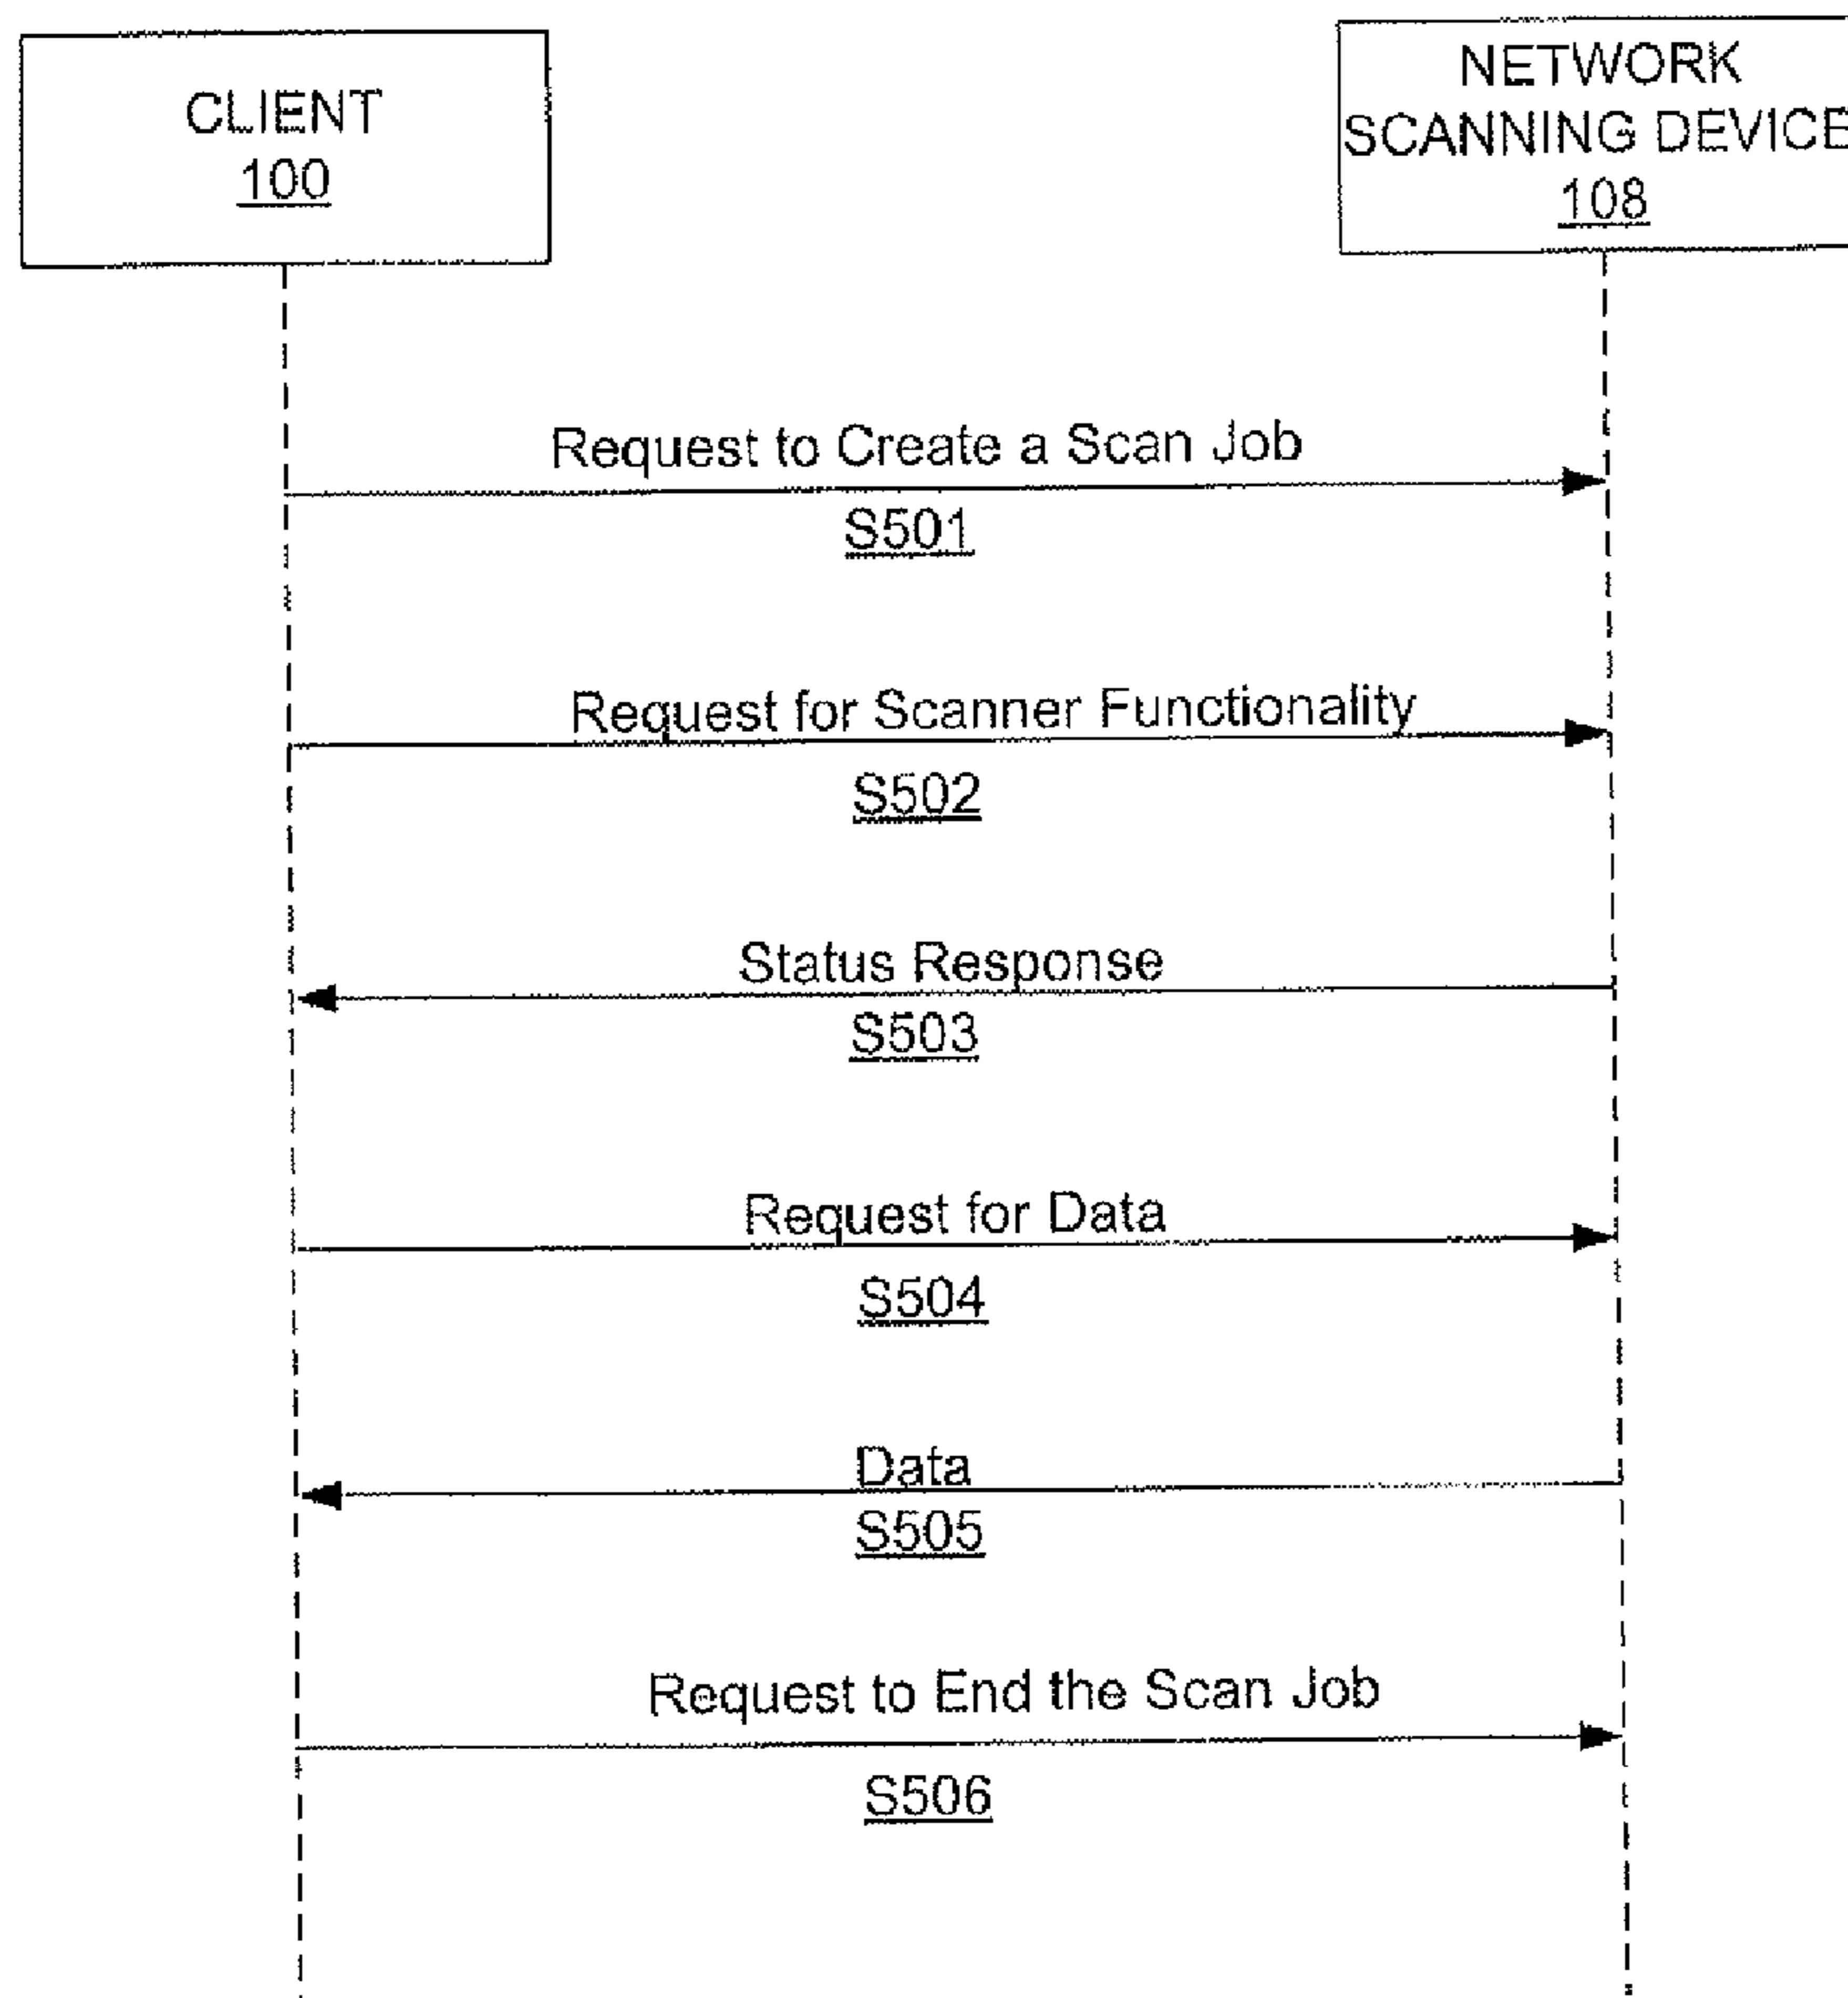 CLIENT
100
NETWORK
SCANNING DEVICE
108
Request to Create a Scan Job
S501
Request for Scanner Functionality
S502
Status Response
S503
Request for Data
S504
Data
S505
Request to End the Scan Job
S506